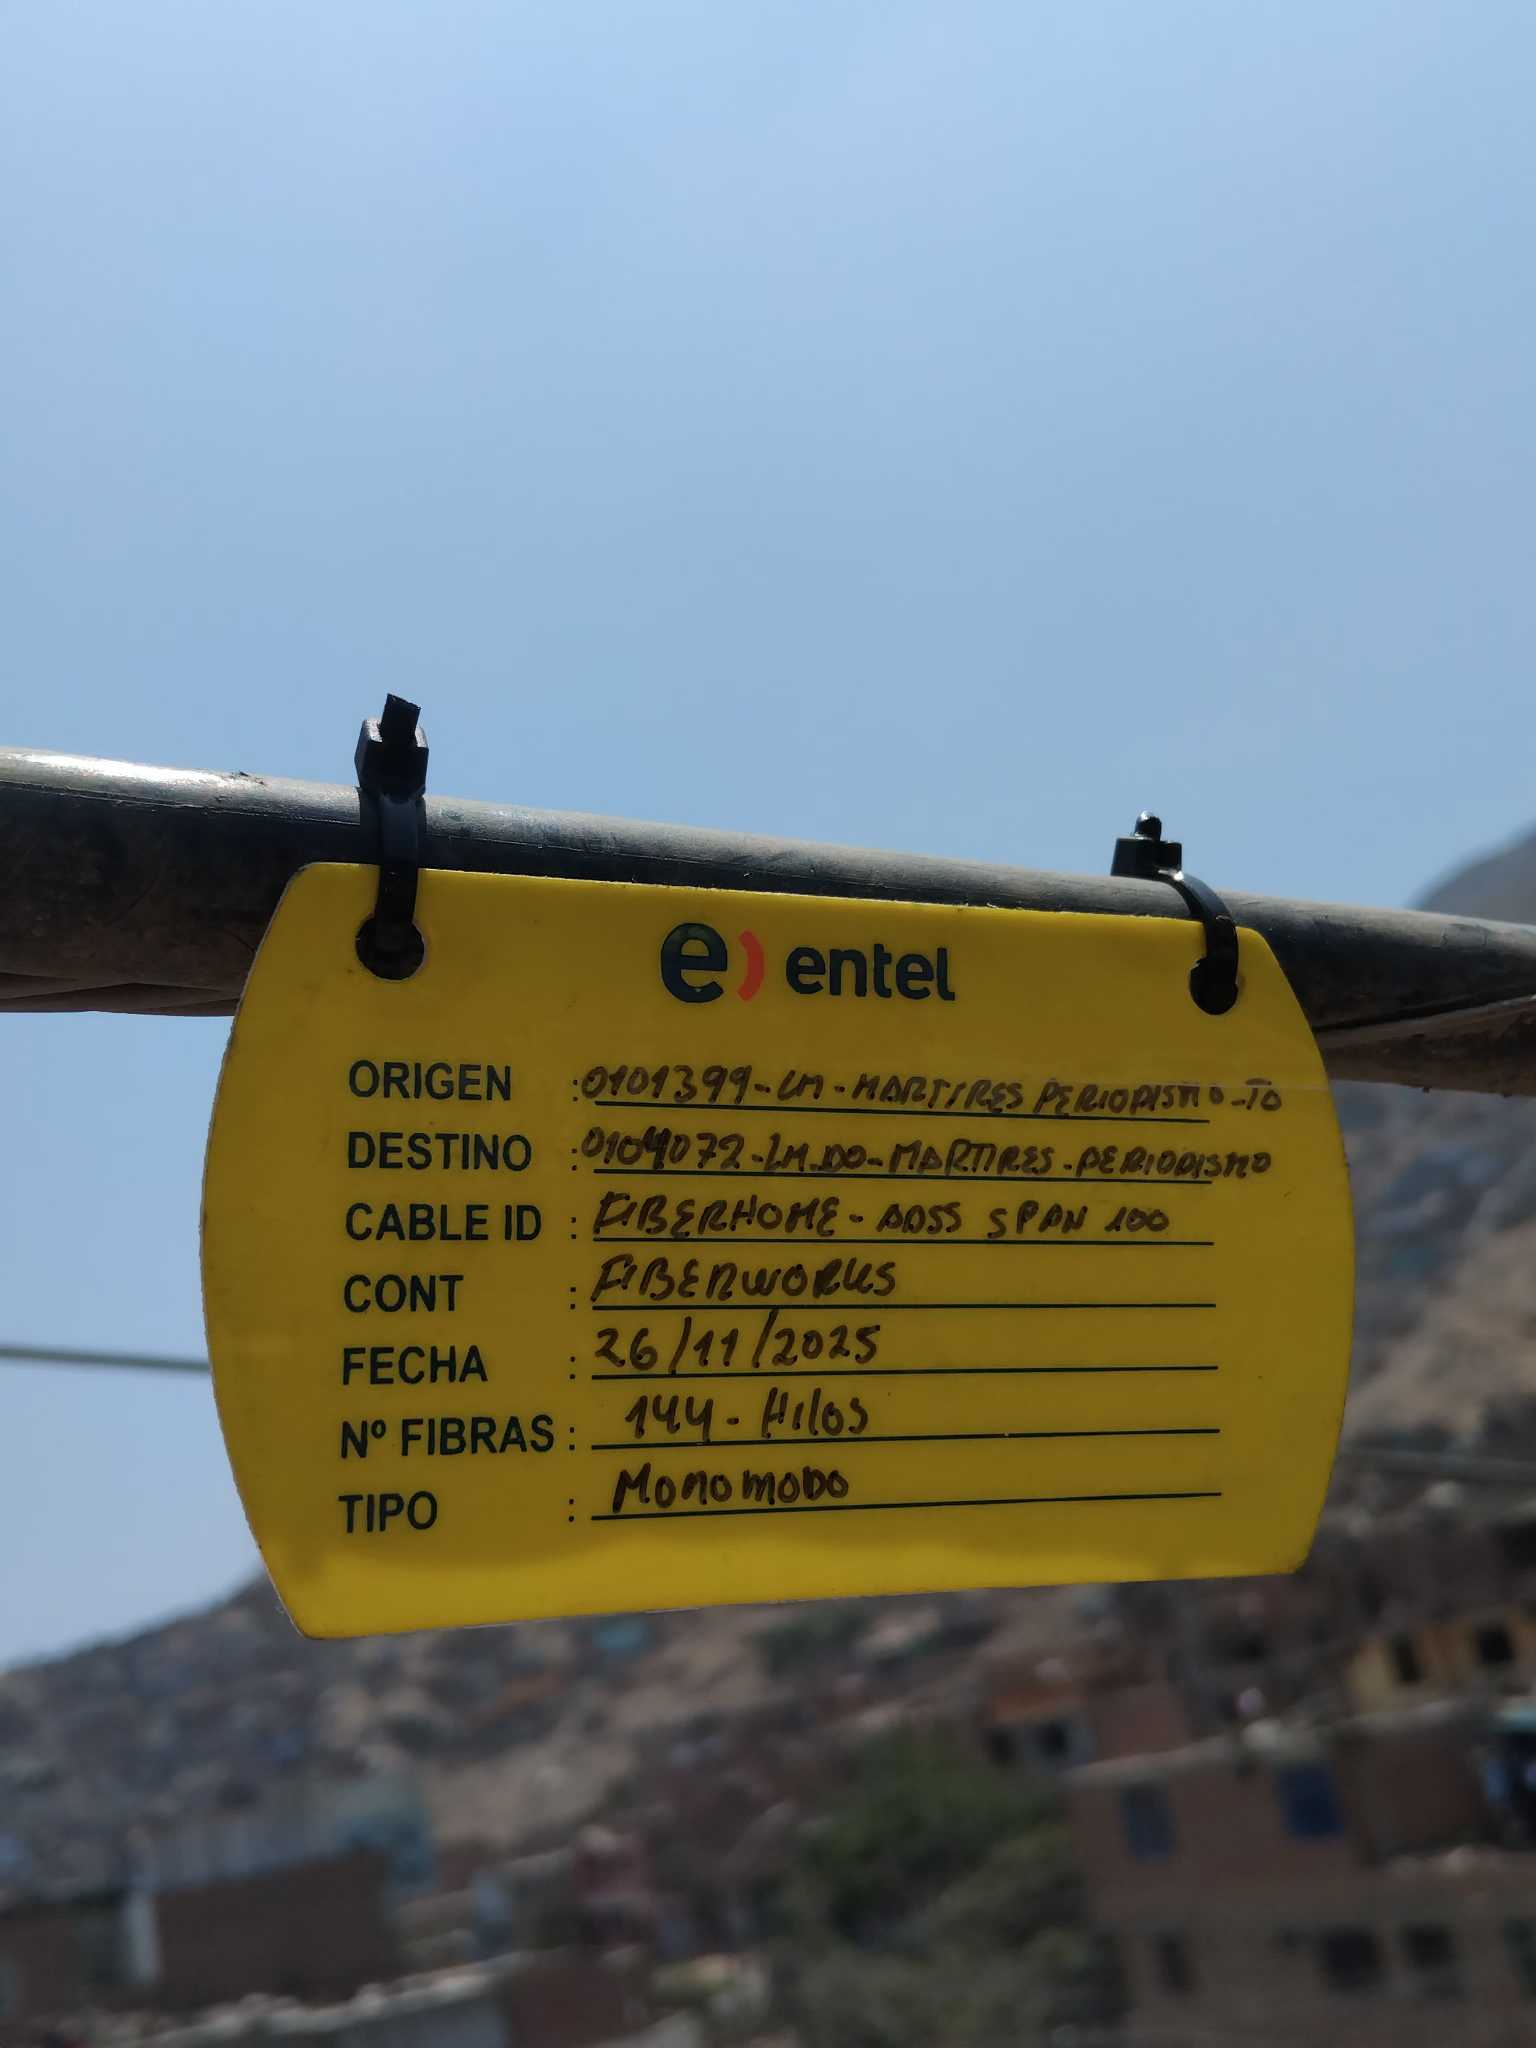 e) entel
ORIGEN : 0101399-LM-MARTIRES PERIODISMO-TO
DESTINO : 0104072-LM.DO-MARTIRES-PERIODISMO
CABLE ID : FIBERHOME-ADSS SPAN 100
CONT : FIBERWORKS
FECHA : 26/11/2025
Nº FIBRAS : 144-Hilos
TIPO : MONOMODO